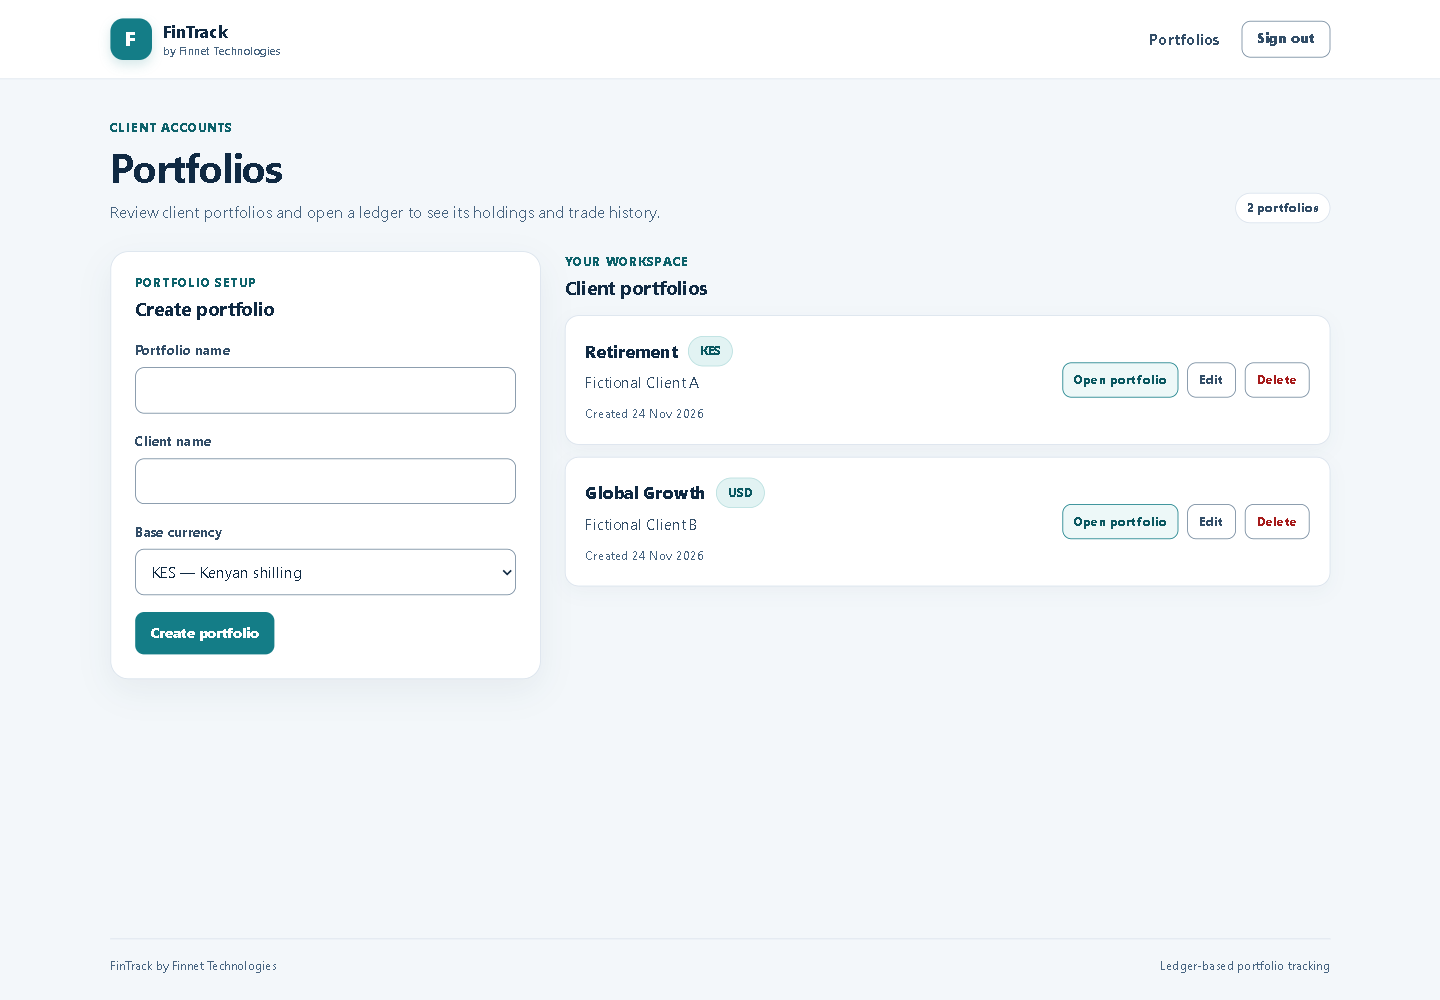 F
FinTrack
by Finnet Technologies
Portfolios
Sign out
CLIENT ACCOUNTS
Portfolios
Review client portfolios and open a ledger to see its holdings and trade history.
2 portfolios
PORTFOLIO SETUP
Create portfolio
Portfolio name
Client name
Base currency
KES — Kenyan shilling
Create portfolio
YOUR WORKSPACE
Client portfolios
Retirement KES
Fictional Client A
Created 24 Nov 2026
Open portfolio Edit Delete
Global Growth USD
Fictional Client B
Created 24 Nov 2026
Open portfolio Edit Delete
FinTrack by Finnet Technologies
Ledger-based portfolio tracking